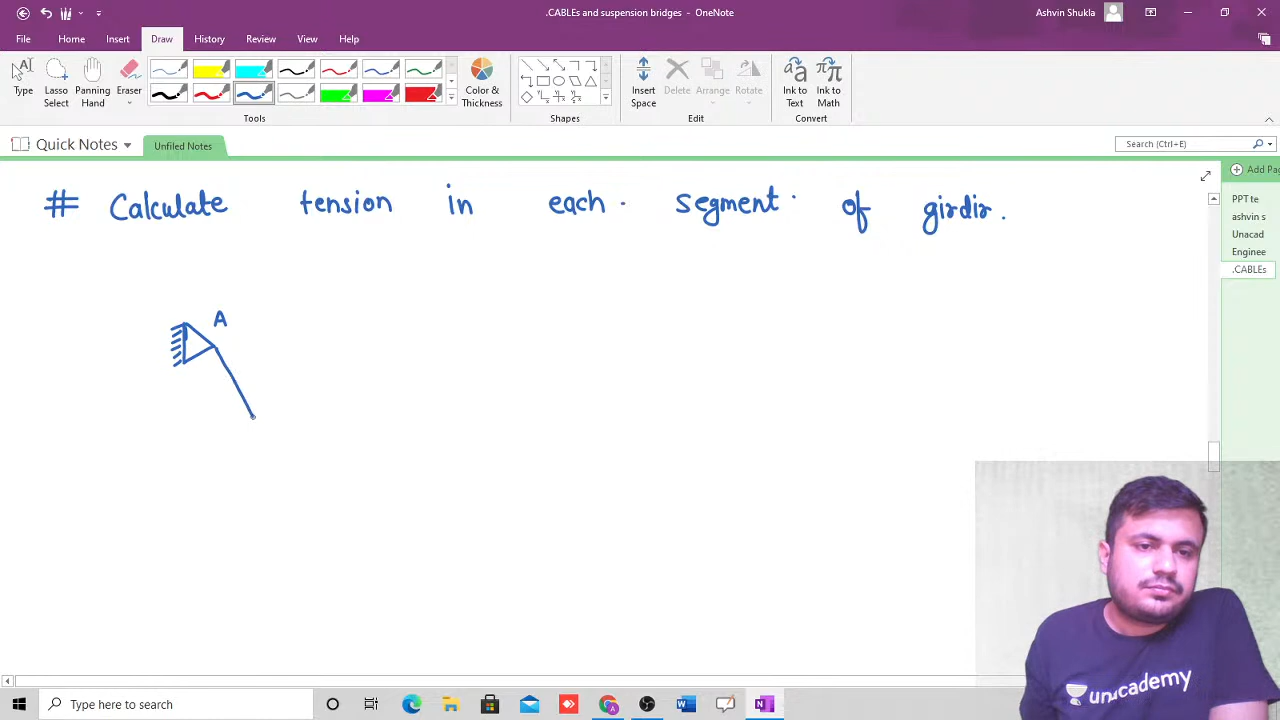 .CABLEs and suspension bridges - OneNote
Ashvin Shukla
File Home Insert Draw History Review View Help
Type
Lasso Select
Panning Hand
Eraser
Color & Thickness
Insert Space
Delete
Arrange
Rotate
Ink to Text
Ink to Math
Tools
Shapes
Edit
Convert
Quick Notes
Unfiled Notes
Search (Ctrl+E)
Add Pag
# Calculate tension in each segment of girdir.
PPT te
ashvin s
Unacad
Enginee
.CABLEs
A
unacademy
Type here to search